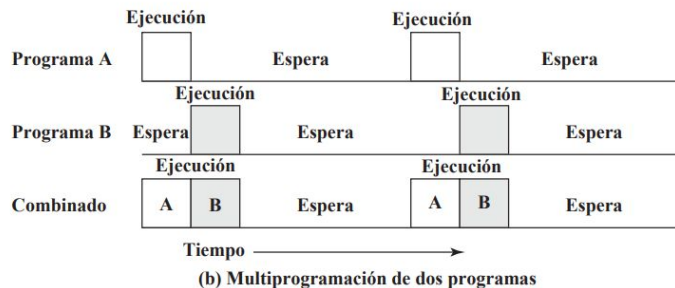 Ejecución Ejecución
Programa A Espera Espera
Ejecución Ejecución
Programa B Espera Espera Espera
Ejecución Ejecución
Combinado A B Espera A B Espera
Tiempo
(b) Multiprogramación de dos programas